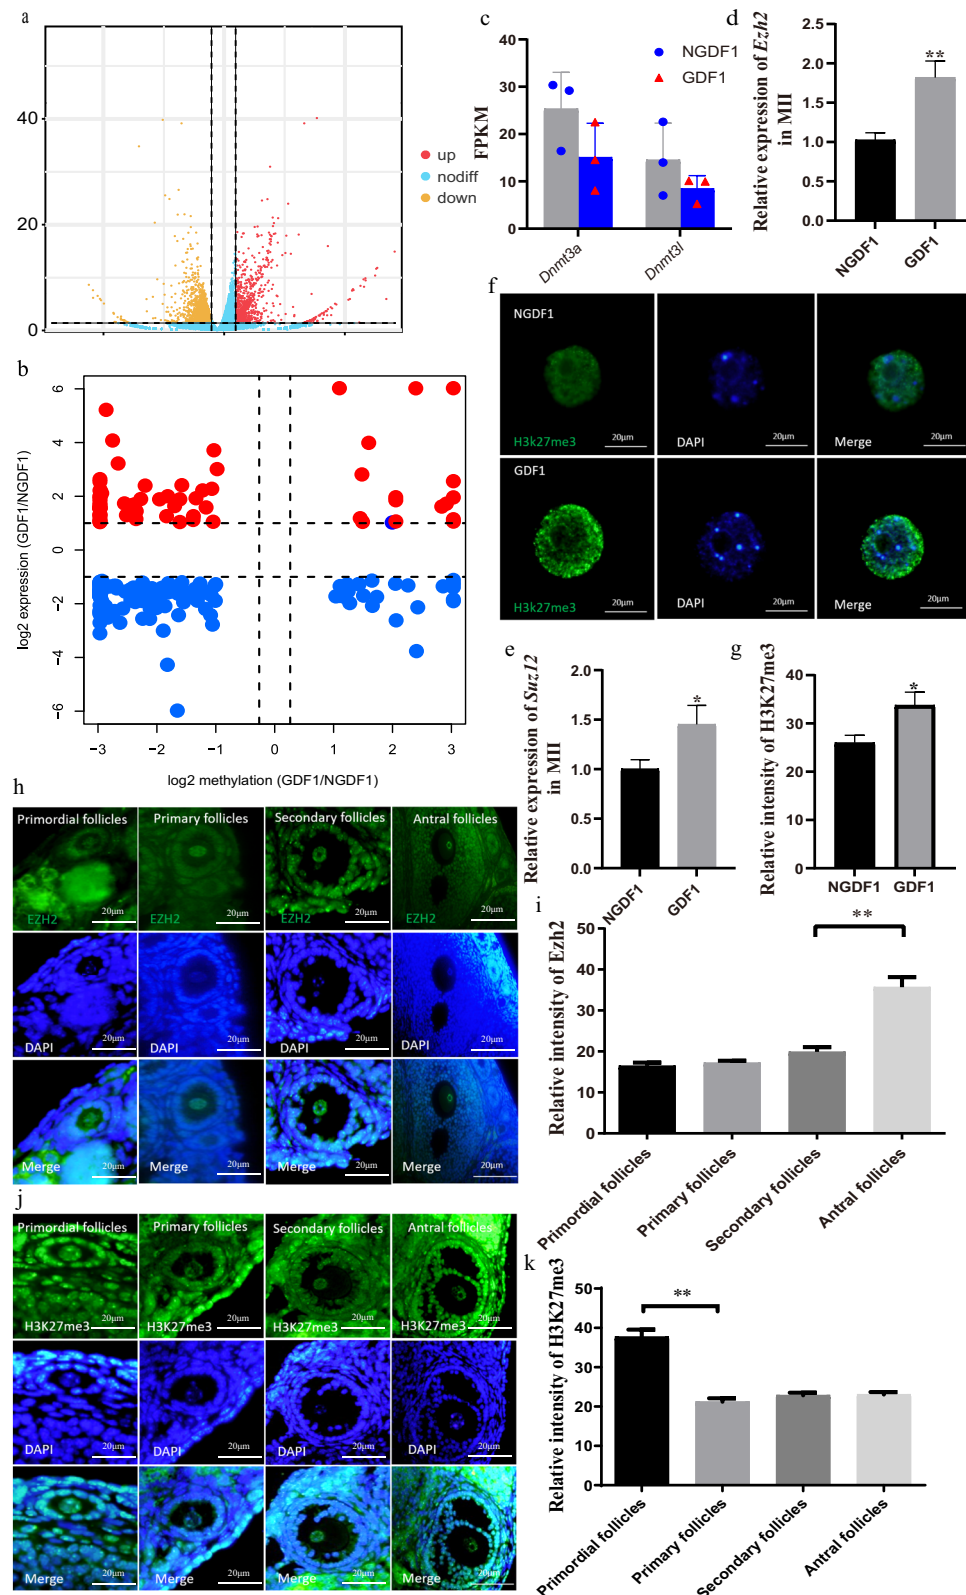 a
40
20
0
up
nodiff
down
b
log2 expression (GDF1/NGDF1)
6
4
2
0
−2
−4
−6
−3
−2
−1
0
1
2
3
log2 methylation (GDF1/NGDF1)
c
FPKM
40
30
20
10
0
NGDF1
GDF1
Dnmt3a
Dnmt3l
d
Relative expression of Ezh2
in MII
2.5
2.0
1.5
1.0
0.5
0.0
**
NGDF1
GDF1
f
NGDF1
H3k27me3
20μm
DAPI
20μm
Merge
20μm
GDF1
H3k27me3
20μm
DAPI
20μm
Merge
20μm
e
Relative expression of Suz12
in MII
2.0
1.5
1.0
0.5
0.0
*
NGDF1
GDF1
g
Relative intensity of H3K27me3
40
30
20
10
0
*
NGDF1
GDF1
h
Primordial follicles
Primary follicles
Secondary follicles
Antral follicles
EZH2
20μm
EZH2
20μm
EZH2
20μm
EZH2
20μm
DAPI
20μm
DAPI
20μm
DAPI
20μm
DAPI
20μm
Merge
20μm
Merge
20μm
Merge
20μm
Merge
20μm
i
Relative intensity of Ezh2
50
40
30
20
10
0
**
Primordial follicles
Primary follicles
Secondary follicles
Antral follicles
j
Primordial follicles
Primary follicles
Secondary follicles
Antral follicles
H3K27me3
20μm
H3K27me3
20μm
H3K27me3
20μm
H3K27me3
20μm
DAPI
20μm
DAPI
20μm
DAPI
20μm
DAPI
20μm
Merge
20μm
Merge
20μm
Merge
20μm
Merge
20μm
k
Relative intensity of H3K27me3
50
40
30
20
10
0
**
Primordial follicles
Primary follicles
Secondary follicles
Antral follicles